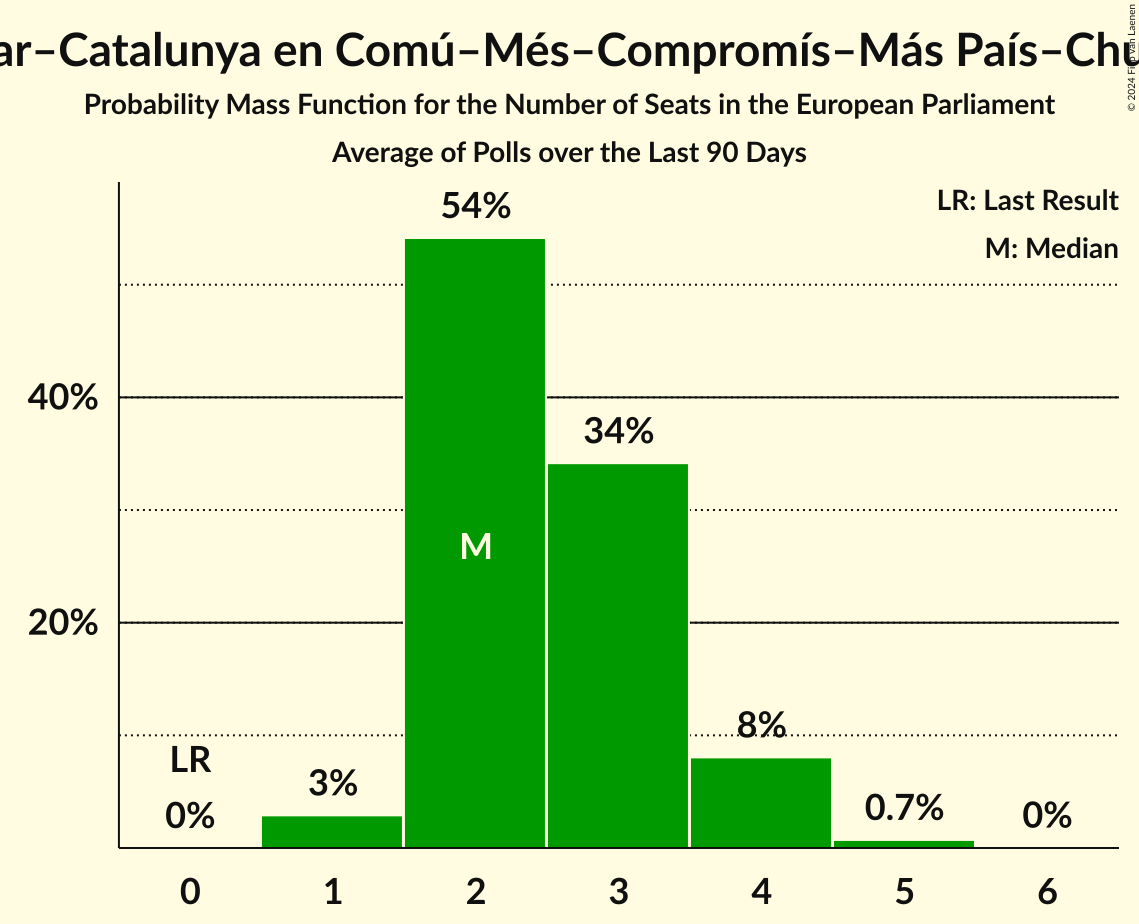 ar–Catalunya en Comú–Més–Compromís–Más País–Chu
Probability Mass Function for the Number of Seats in the European Parliament
Average of Polls over the Last 90 Days
© 2024 Filip van Laenen
LR: Last Result
M: Median
54%
40%
34%
M
20%
8%
LR
3%
0.7%
0%
0%
0 1 2 3 4 5 6